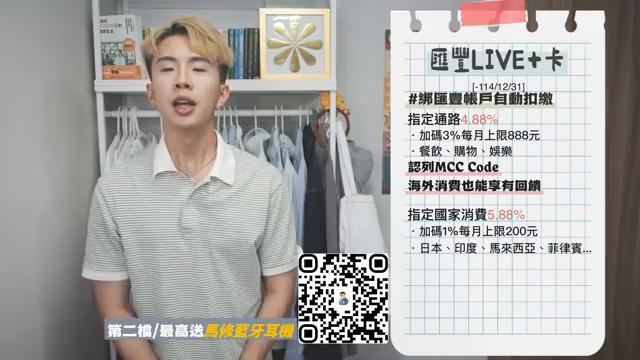 匯豐LIVE+卡
[-114/12/31]
#綁匯豐帳戶自動扣繳
指定通路4.88%
·加碼3%每月上限888元
·餐飲、購物、娛樂
認列MCC Code
海外消費也能享有回饋
指定國家消費5.88%
·加碼1%每月上限200元
·日本、印度、馬來西亞、菲律賓...
第二檔/最高送馬修藍牙耳機